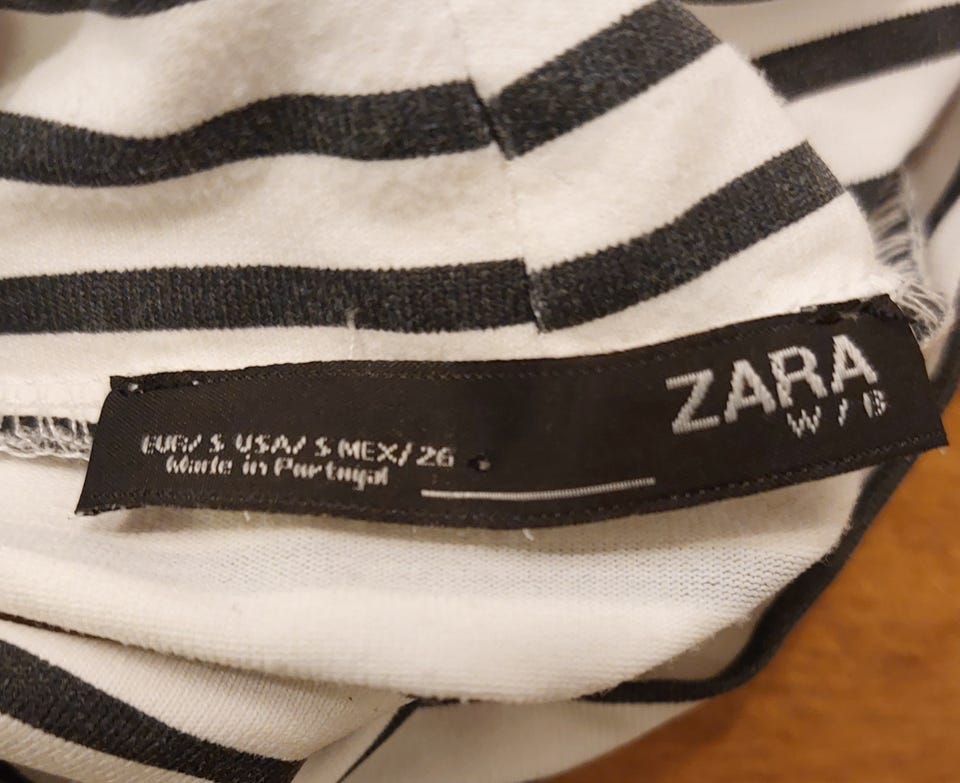 ZARA
W/B
EUR/ S USA/ S MEX/ 26
Made in Portugal